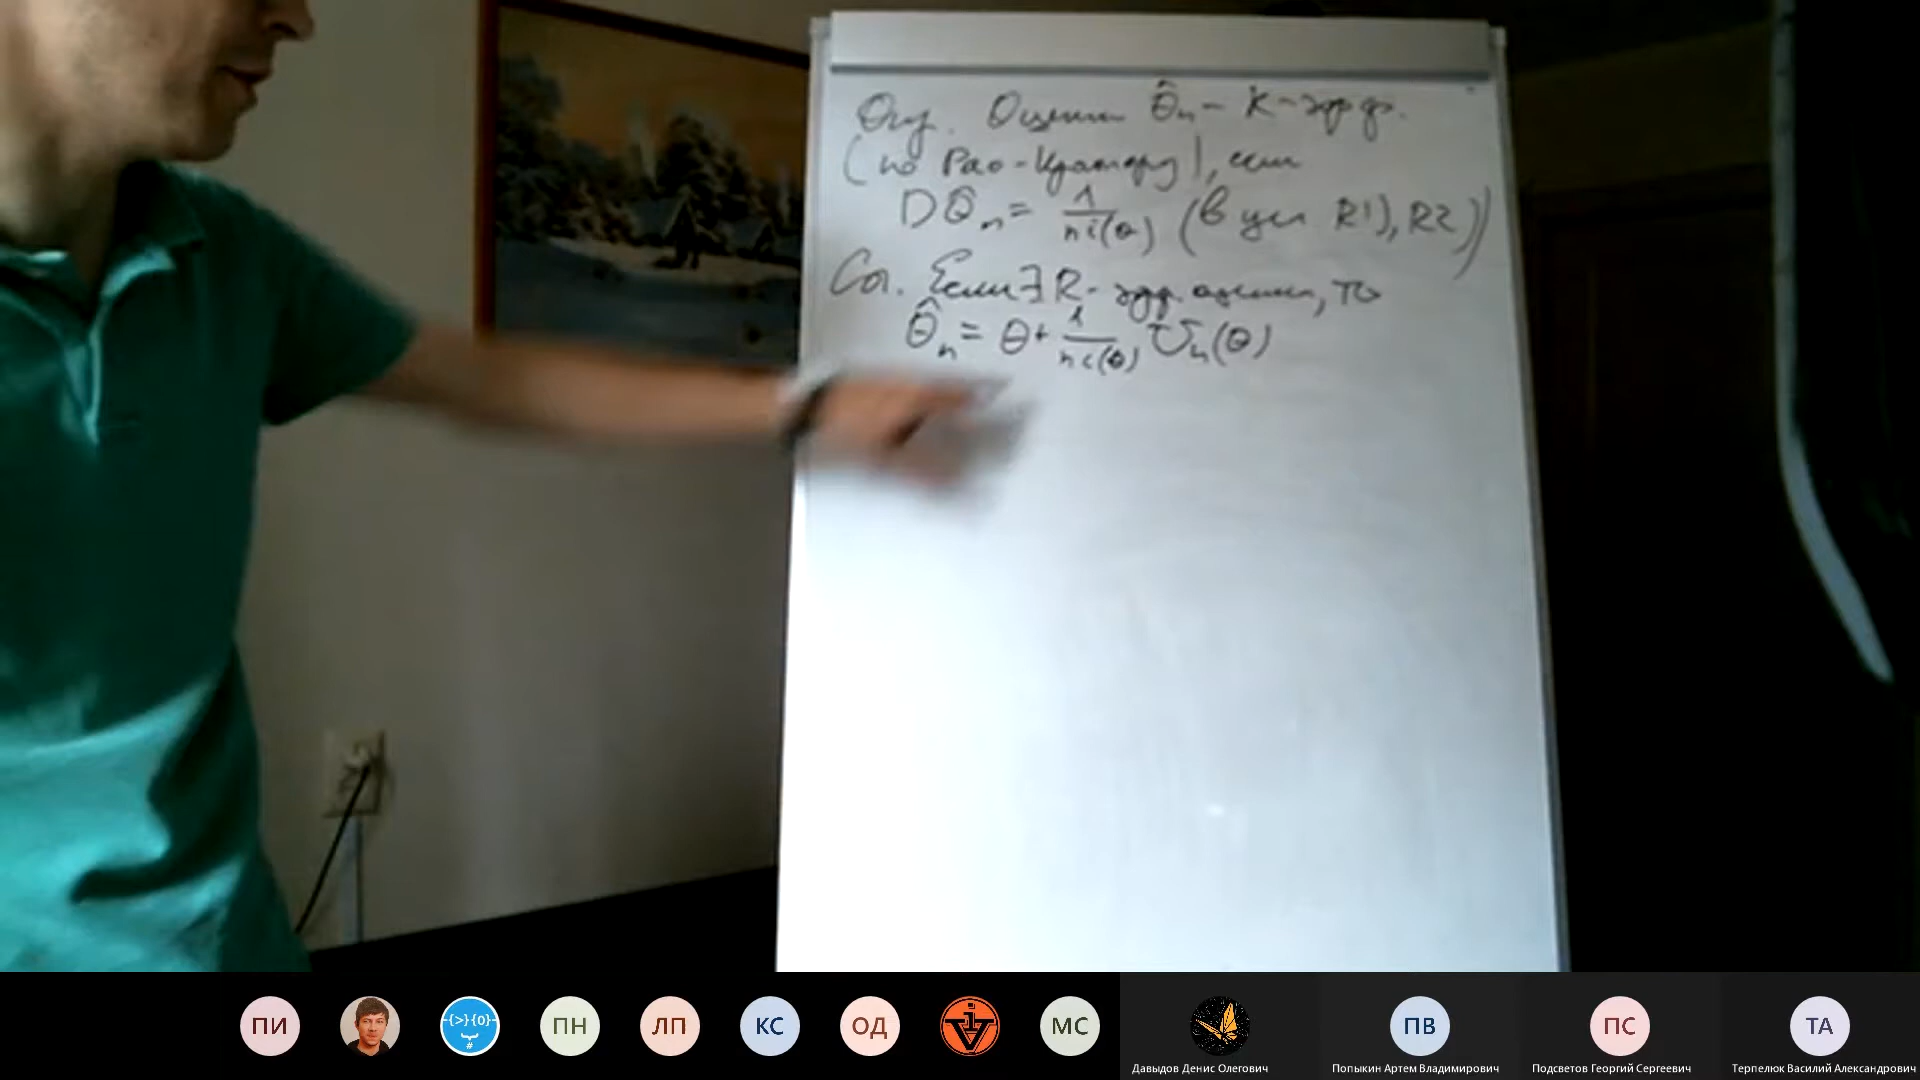 Опр. Оценка θ̂ₙ - R-эфф.
(по Рао-Крамеру), если
Dθ̂ₙ = 1/(n i(θ)) (в усл R1), R2))
Сл. Если ∃ R-эфф. оценка, то
θ̂ₙ = θ + 1/(n i(θ)) Uₙ(θ)
ПИ
{>}{0}
#
ПН
ЛП
КС
ОД
МС
ПВ
ПС
ТА
Давыдов Денис Олегович
Попыкин Артем Владимирович
Подсветов Георгий Сергеевич
Терпелюк Василий Александрович